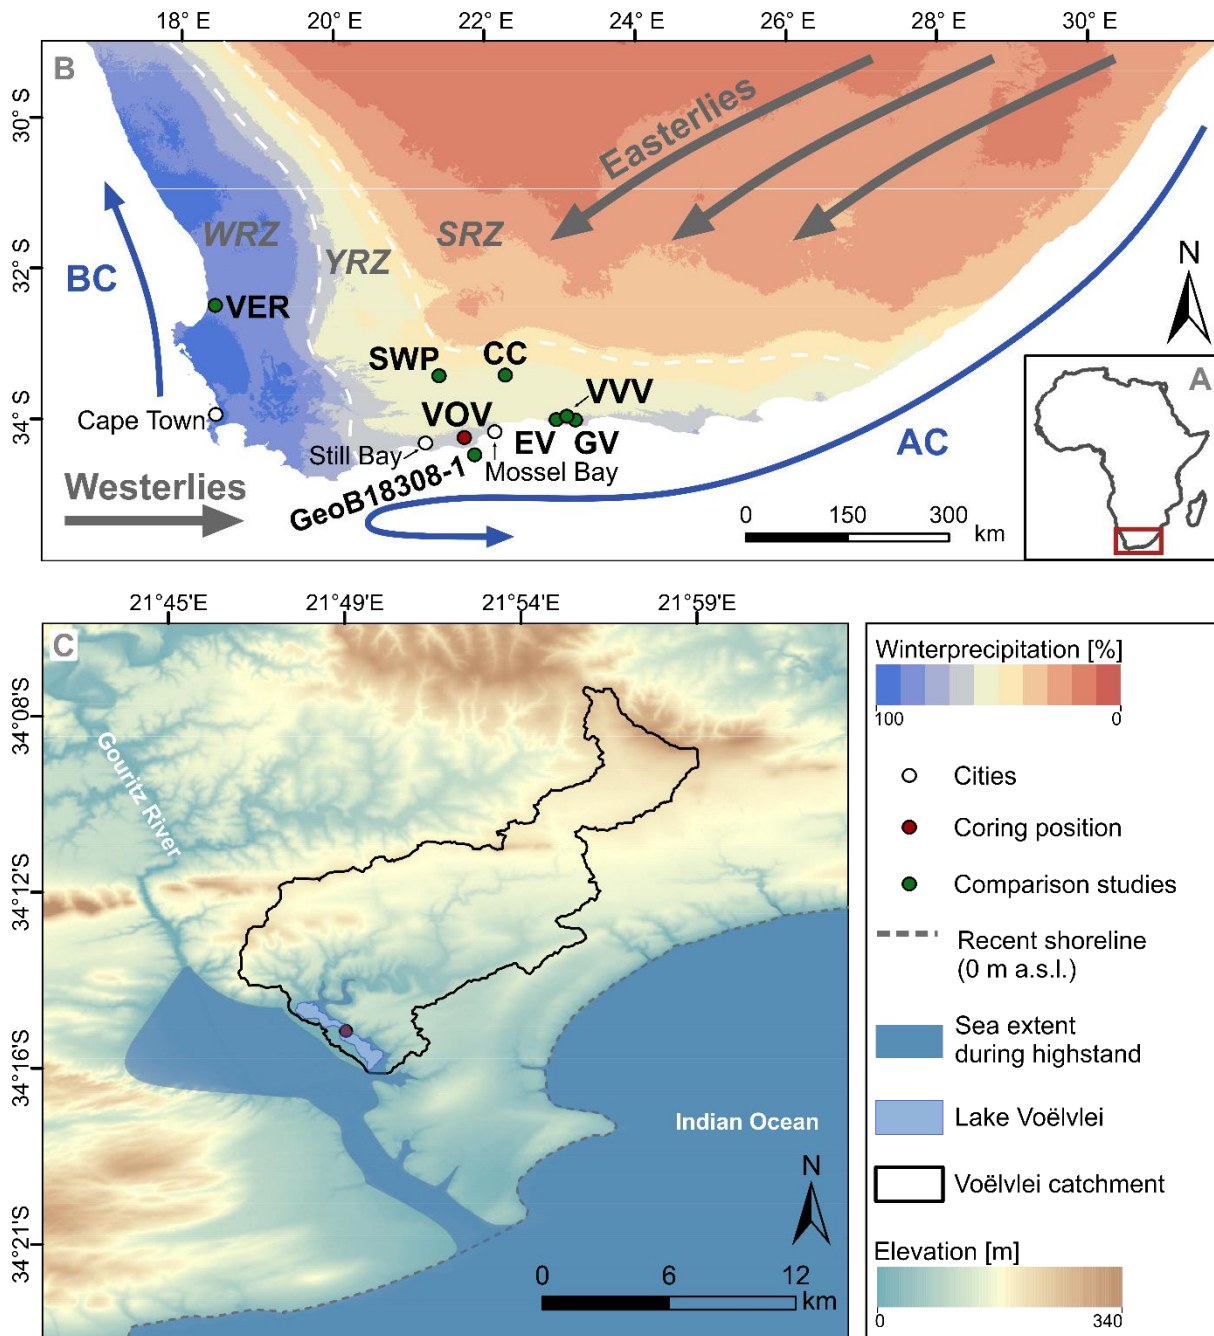 18° E
20° E
22° E
24° E
26° E
28° E
30° E
B
30° S
32° S
34° S
Easterlies
WRZ
YRZ
SRZ
BC
VER
SWP
CC
VVV
VOV
EV
GV
Cape Town
Still Bay
Mossel Bay
GeoB18308-1
AC
Westerlies
N
A
0
150
300
km
21°45'E
21°49'E
21°54'E
21°59'E
C
34°08'S
34°12'S
34°16'S
34°21'S
Gouritz River
Indian Ocean
N
0
6
12
km
Winterprecipitation [%]
100
0
Cities
Coring position
Comparison studies
Recent shoreline
(0 m a.s.l.)
Sea extent
during highstand
Lake Voëlvlei
Voëlvlei catchment
Elevation [m]
0
340